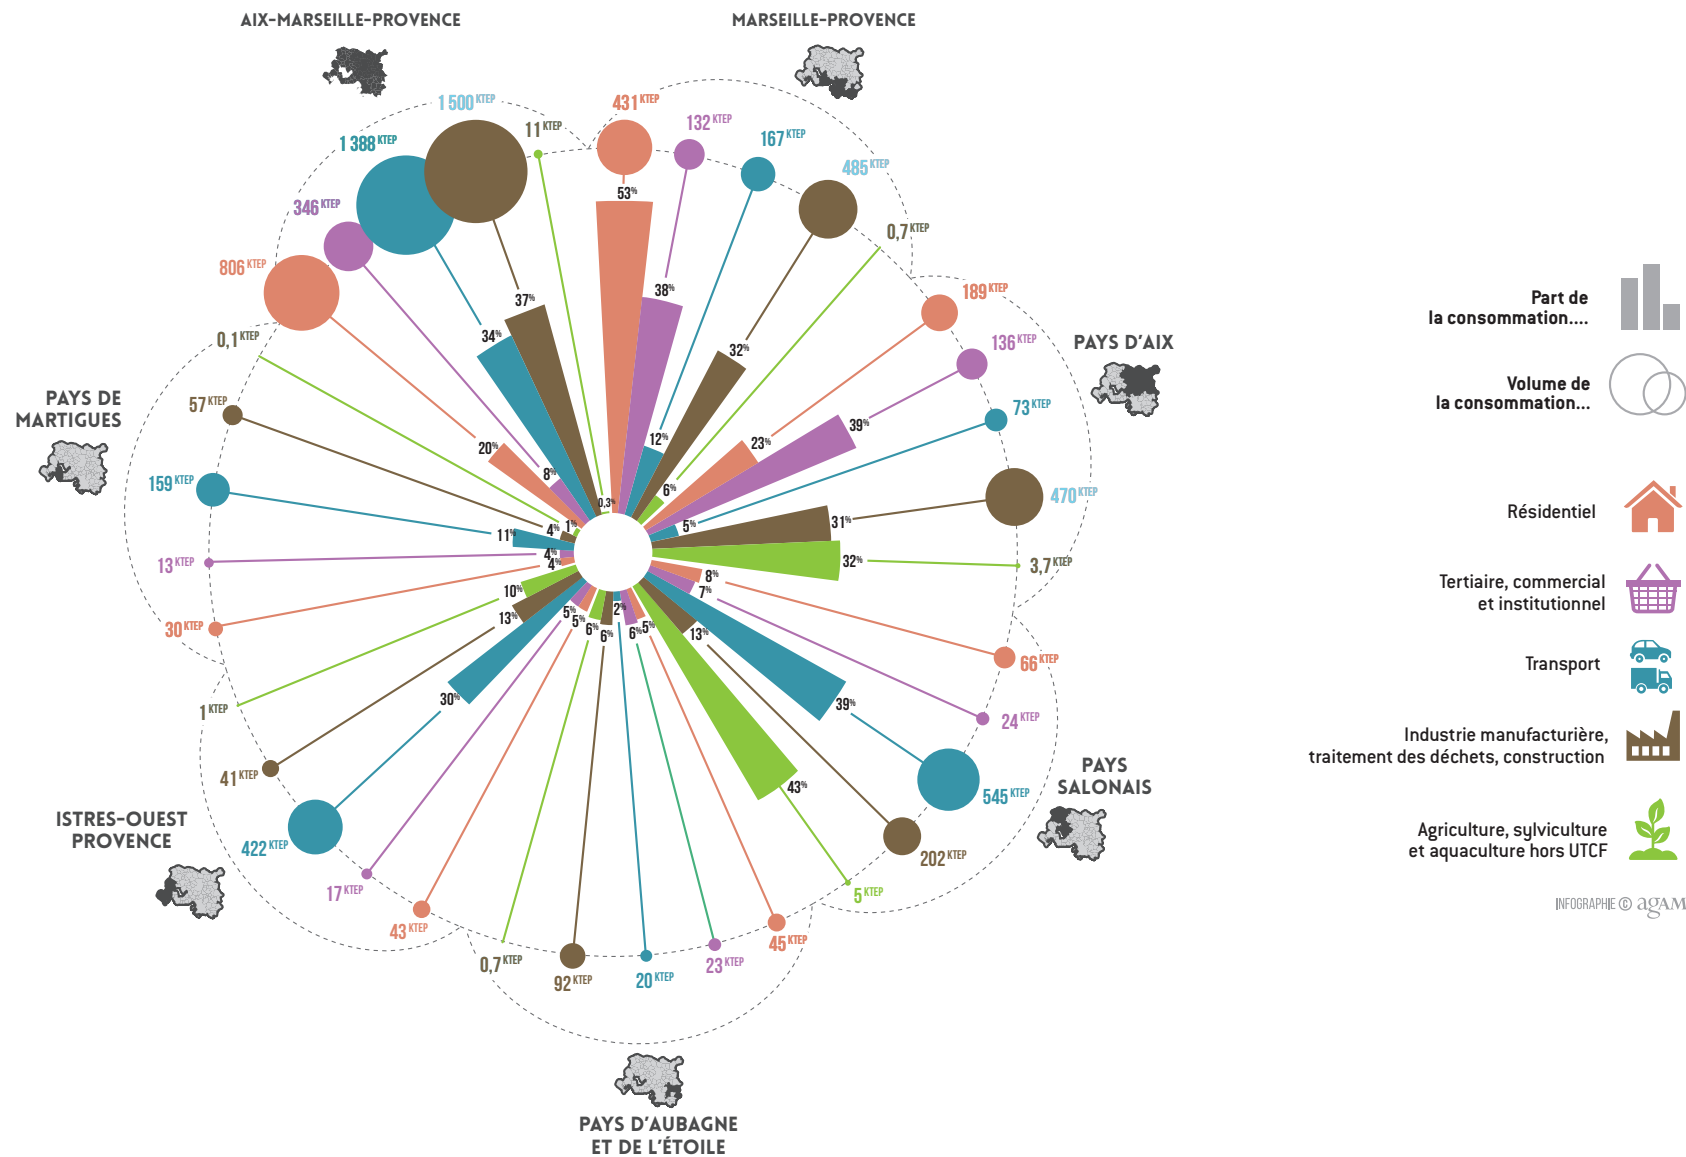 AIX-MARSEILLE-PROVENCE
1 500 KTEP
1 388 KTEP
346 KTEP
806 KTEP
11 KTEP
37%
34%
20%
8%
0,3%
MARSEILLE-PROVENCE
431 KTEP
132 KTEP
167 KTEP
485 KTEP
0,7 KTEP
53%
38%
12%
32%
6%
PAYS D'AIX
189 KTEP
136 KTEP
73 KTEP
470 KTEP
3,7 KTEP
23%
39%
5%
31%
32%
PAYS
SALONAIS
66 KTEP
24 KTEP
545 KTEP
202 KTEP
5 KTEP
8%
7%
39%
13%
43%
PAYS D'AUBAGNE
ET DE L'ÉTOILE
45 KTEP
23 KTEP
20 KTEP
92 KTEP
0,7 KTEP
5%
6%
2%
6%
6%
ISTRES-OUEST
PROVENCE
43 KTEP
17 KTEP
422 KTEP
41 KTEP
1 KTEP
5%
5%
30%
13%
10%
PAYS DE
MARTIGUES
30 KTEP
13 KTEP
159 KTEP
57 KTEP
0,1 KTEP
4%
4%
11%
4%
1%
Part de
la consommation....
Volume de
la consommation...
Résidentiel
Tertiaire, commercial
et institutionnel
Transport
Industrie manufacturière,
traitement des déchets, construction
Agriculture, sylviculture
et aquaculture hors UTCF
INFOGRAPHIE © agAM